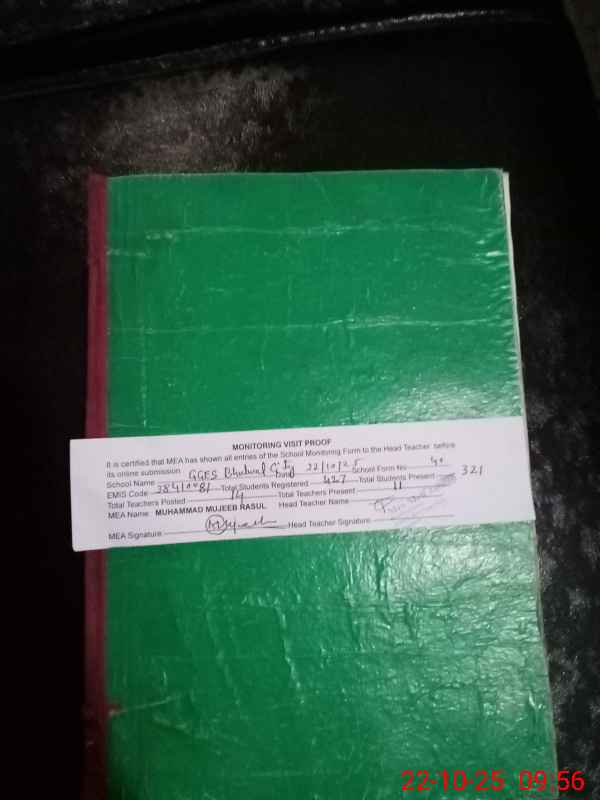 MONITORING VISIT PROOF
It is certified that MEA has shown all entries of the School Monitoring Form to the Head Teacher before
its online submission
School Name GGES 22/10/25 School Form No
EMIS Code 38410081 Total Students Registered 427 Total Students Present 321
Total Teachers Posted 14 Total Teachers Present 11
MEA Name: MUHAMMAD MUJEEB RASUL Head Teacher Name
MEA Signature Head Teacher Signature
22-10-25 09:56